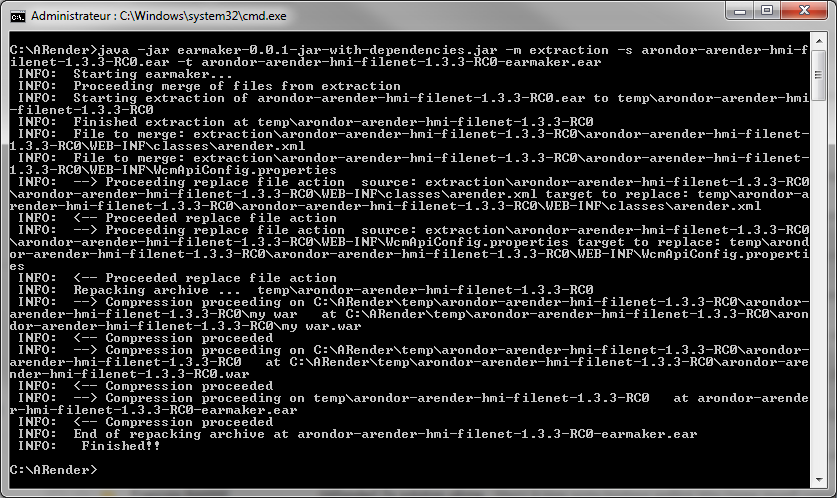 Administrateur : C:\Windows\system32\cmd.exe
C:\ARender>java -jar earmaker-0.0.1-jar-with-dependencies.jar -m extraction -s arondor-arender-hmi-f
ilenet-1.3.3-RC0.ear -t arondor-arender-hmi-filenet-1.3.3-RC0-earmaker.ear
INFO:  Starting earmaker...
INFO:  Proceeding merge of files from extraction
INFO:  Starting extraction of arondor-arender-hmi-filenet-1.3.3-RC0.ear to temp\arondor-arender-hmi
-filenet-1.3.3-RC0
INFO:  Finished extraction at temp\arondor-arender-hmi-filenet-1.3.3-RC0
INFO:  File to merge: extraction\arondor-arender-hmi-filenet-1.3.3-RC0\arondor-arender-hmi-filenet-
1.3.3-RC0\WEB-INF\classes\arender.xml
INFO:  File to merge: extraction\arondor-arender-hmi-filenet-1.3.3-RC0\arondor-arender-hmi-filenet-
1.3.3-RC0\WEB-INF\WcmApiConfig.properties
INFO:  --> Proceeding replace file action  source: extraction\arondor-arender-hmi-filenet-1.3.3-RC0
\arondor-arender-hmi-filenet-1.3.3-RC0\WEB-INF\classes\arender.xml target to replace: temp\arondor-a
render-hmi-filenet-1.3.3-RC0\arondor-arender-hmi-filenet-1.3.3-RC0\WEB-INF\classes\arender.xml
INFO:  <-- Proceeded replace file action
INFO:  --> Proceeding replace file action  source: extraction\arondor-arender-hmi-filenet-1.3.3-RC0
\arondor-arender-hmi-filenet-1.3.3-RC0\WEB-INF\WcmApiConfig.properties target to replace: temp\arond
or-arender-hmi-filenet-1.3.3-RC0\arondor-arender-hmi-filenet-1.3.3-RC0\WEB-INF\WcmApiConfig.properti
es
INFO:  <-- Proceeded replace file action
INFO:  Repacking archive ...  temp\arondor-arender-hmi-filenet-1.3.3-RC0
INFO:  --> Compression proceeding on C:\ARender\temp\arondor-arender-hmi-filenet-1.3.3-RC0\arondor-
arender-hmi-filenet-1.3.3-RC0\my war   at C:\ARender\temp\arondor-arender-hmi-filenet-1.3.3-RC0\aron
dor-arender-hmi-filenet-1.3.3-RC0\my war.war
INFO:  <-- Compression proceeded
INFO:  --> Compression proceeding on C:\ARender\temp\arondor-arender-hmi-filenet-1.3.3-RC0\arondor-
arender-hmi-filenet-1.3.3-RC0   at C:\ARender\temp\arondor-arender-hmi-filenet-1.3.3-RC0\arondor-are
nder-hmi-filenet-1.3.3-RC0.war
INFO:  <-- Compression proceeded
INFO:  --> Compression proceeding on temp\arondor-arender-hmi-filenet-1.3.3-RC0   at arondor-arende
r-hmi-filenet-1.3.3-RC0-earmaker.ear
INFO:  <-- Compression proceeded
INFO:  End of repacking archive at arondor-arender-hmi-filenet-1.3.3-RC0-earmaker.ear
INFO:   Finished!!
C:\ARender>